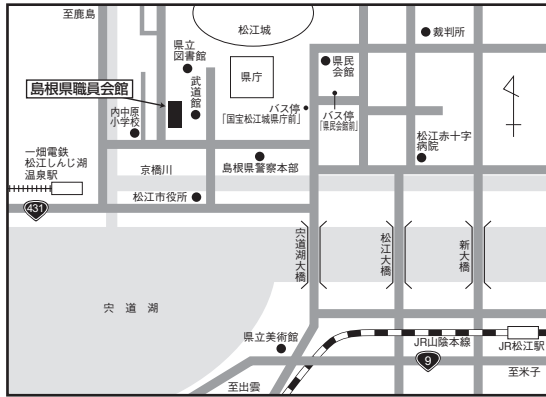 至鹿島
松江城
裁判所
県立
図書館
県庁
県民
会館
島根県職員会館
武道館
バス停
「国宝松江城県庁前」
バス停
「県民会館前」
内中原
小学校
松江赤十字
病院
一畑電鉄
松江しんじ湖
温泉駅
京橋川
島根県警察本部
松江市役所
431
宍道湖大橋
松江大橋
新大橋
宍道湖
県立美術館
JR山陰本線
JR松江駅
9
至出雲
至米子